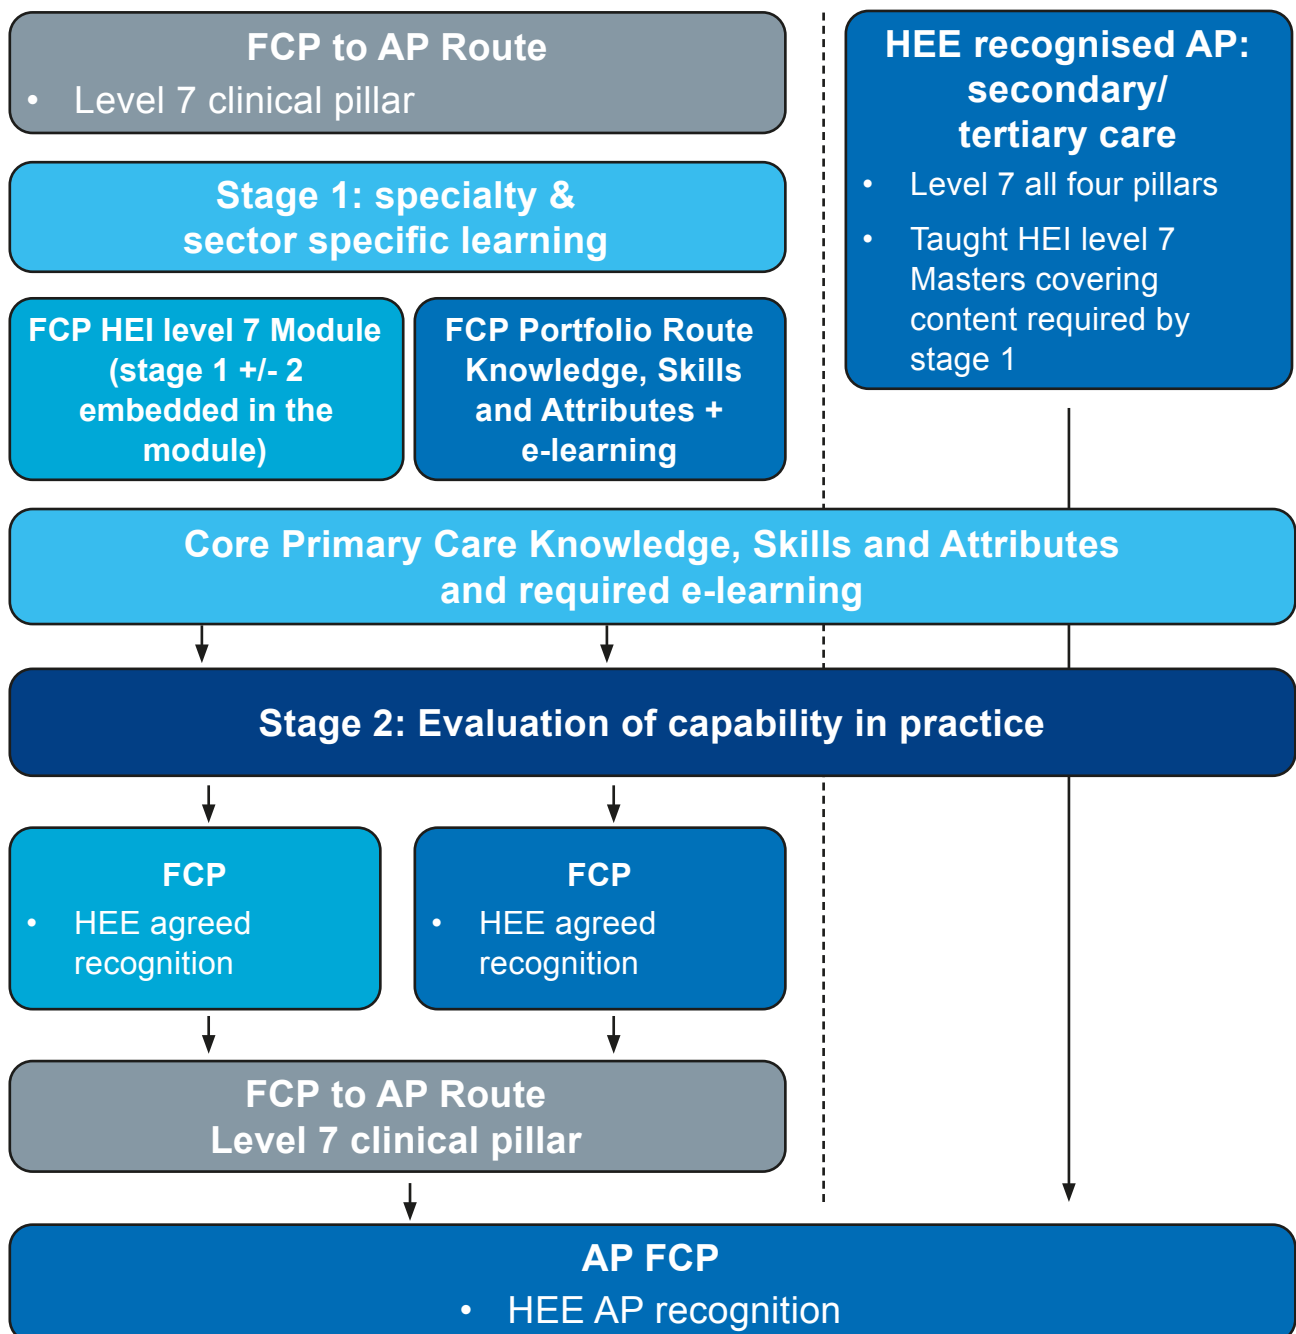 FCP to AP Route
• Level 7 clinical pillar
HEE recognised AP:
secondary/
tertiary care
• Level 7 all four pillars
• Taught HEI level 7
Masters covering
content required by
stage 1
Stage 1: specialty &
sector specific learning
FCP HEI level 7 Module
(stage 1 +/- 2
embedded in the
module)
FCP Portfolio Route
Knowledge, Skills
and Attributes +
e-learning
Core Primary Care Knowledge, Skills and Attributes
and required e-learning
Stage 2: Evaluation of capability in practice
FCP
• HEE agreed
recognition
FCP
• HEE agreed
recognition
FCP to AP Route
Level 7 clinical pillar
AP FCP
• HEE AP recognition